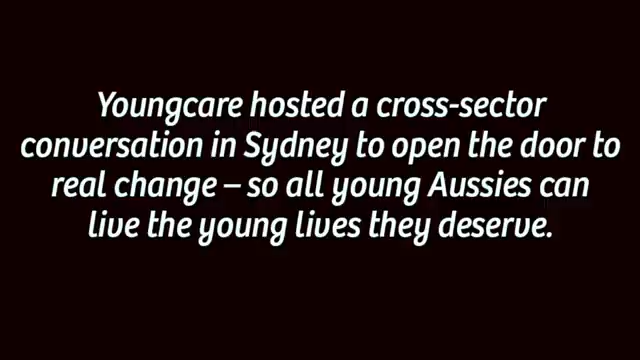 Youngcare hosted a cross-sector
conversation in Sydney to open the door to
real change – so all young Aussies can
live the young lives they deserve.